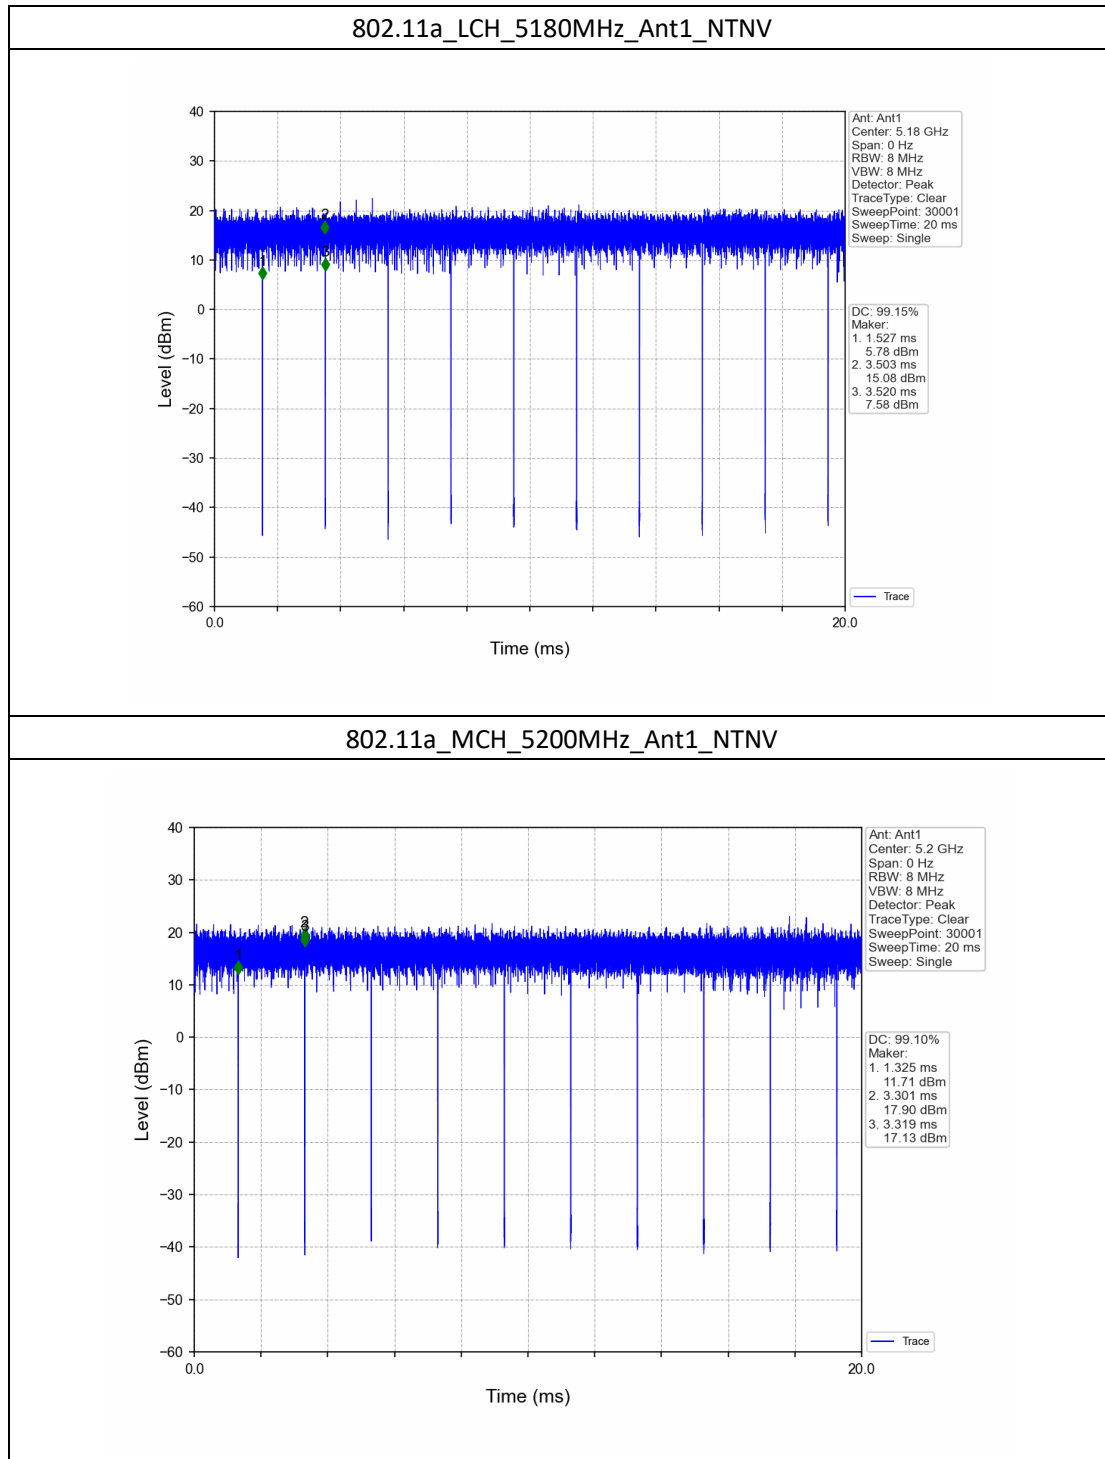 802.11a_LCH_5180MHz_Ant1_NTNV
40
30
20
10
0
−10
−20
−30
−40
−50
−60
Level (dBm)
0.0
20.0
Time (ms)
1
2
3
Ant: Ant1
Center: 5.18 GHz
Span: 0 Hz
RBW: 8 MHz
VBW: 8 MHz
Detector: Peak
TraceType: Clear
SweepPoint: 30001
SweepTime: 20 ms
Sweep: Single
DC: 99.15%
Maker:
1. 1.527 ms
5.78 dBm
2. 3.503 ms
15.08 dBm
3. 3.520 ms
7.58 dBm
Trace
802.11a_MCH_5200MHz_Ant1_NTNV
40
30
20
10
0
−10
−20
−30
−40
−50
−60
Level (dBm)
0.0
20.0
Time (ms)
1
2
3
Ant: Ant1
Center: 5.2 GHz
Span: 0 Hz
RBW: 8 MHz
VBW: 8 MHz
Detector: Peak
TraceType: Clear
SweepPoint: 30001
SweepTime: 20 ms
Sweep: Single
DC: 99.10%
Maker:
1. 1.325 ms
11.71 dBm
2. 3.301 ms
17.90 dBm
3. 3.319 ms
17.13 dBm
Trace